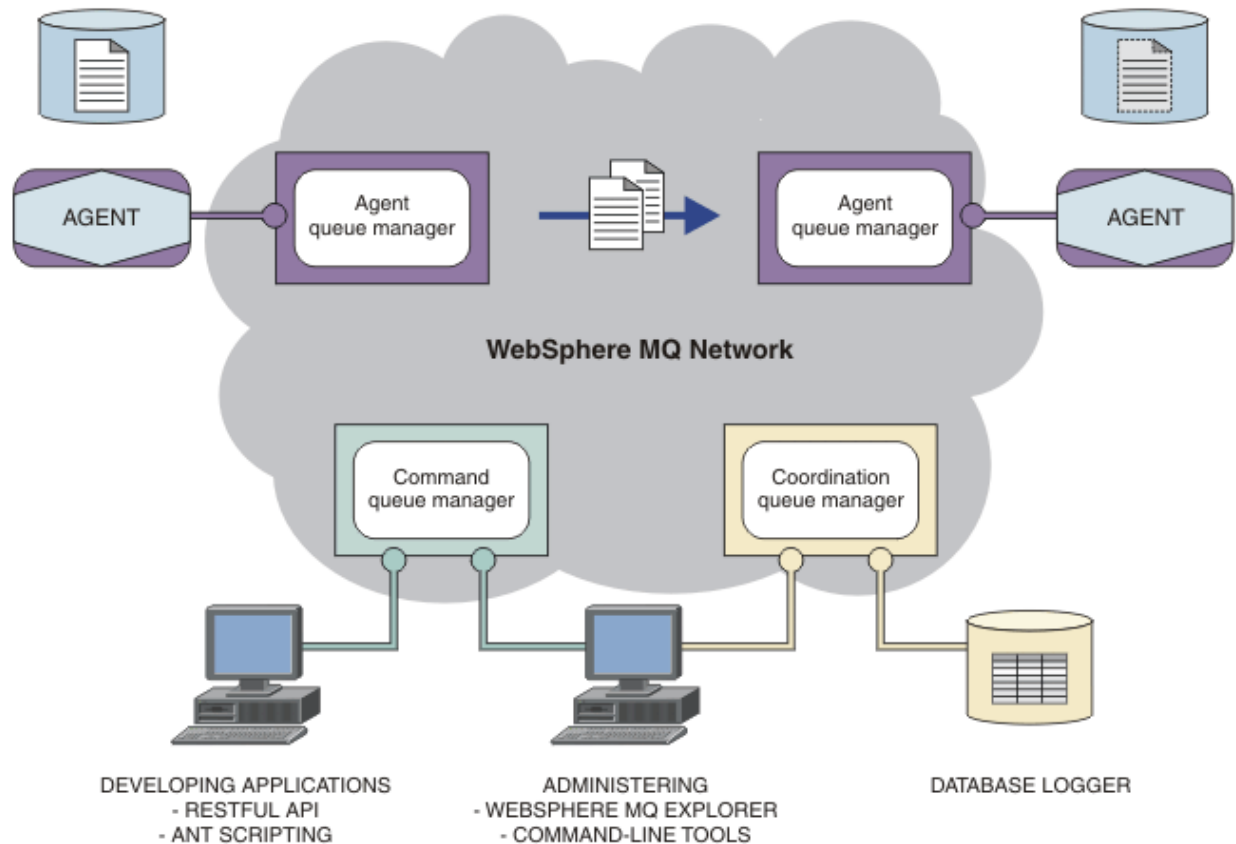 AGENT
Agent
queue manager
Agent
queue manager
AGENT
WebSphere MQ Network
Command
queue manager
Coordination
queue manager
DEVELOPING APPLICATIONS
- RESTFUL API
- ANT SCRIPTING
ADMINISTERING
- WEBSPHERE MQ EXPLORER
- COMMAND-LINE TOOLS
DATABASE LOGGER